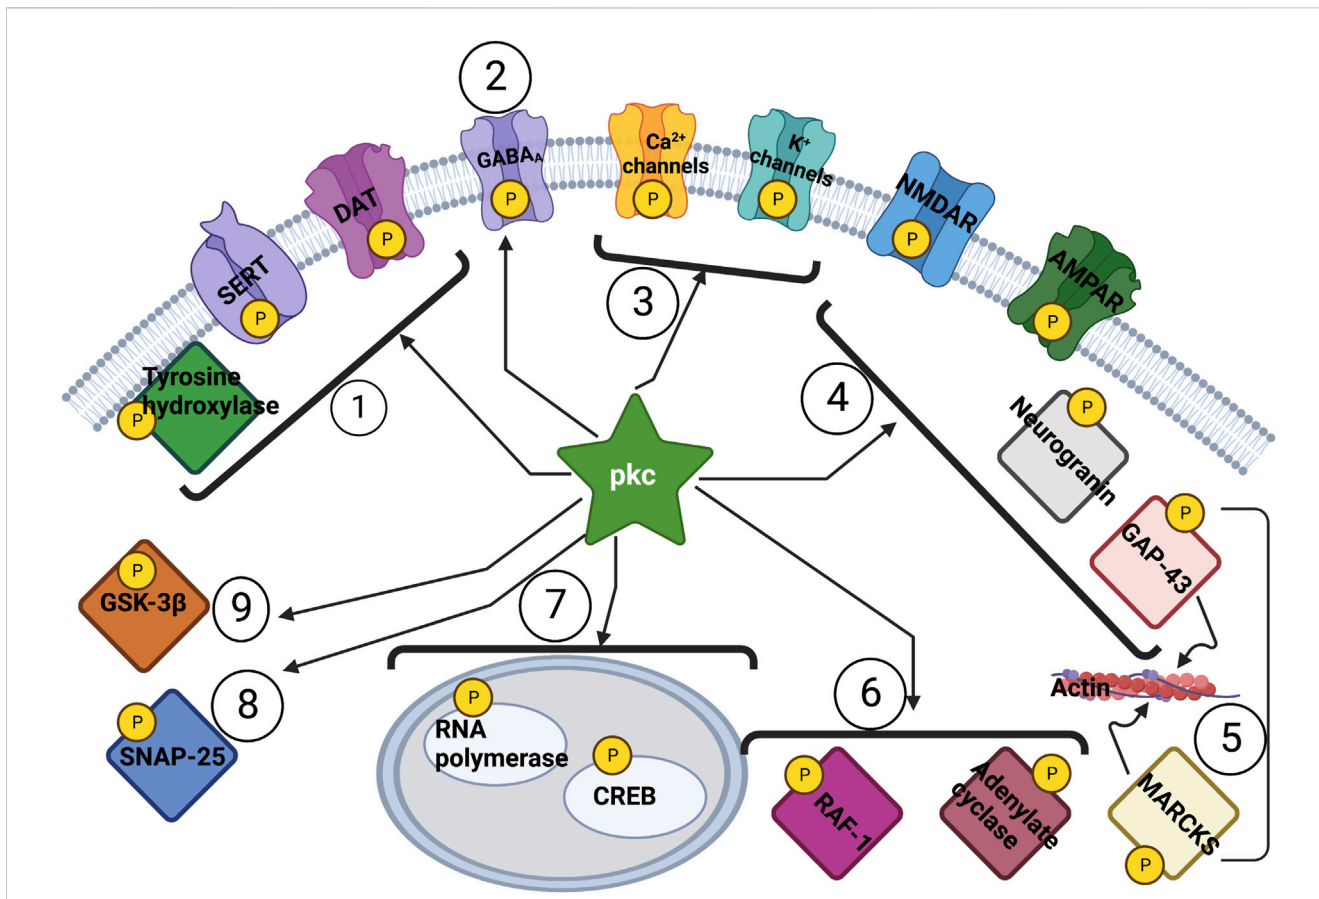 2
GABAA
Ca2+
channels
K+
channels
DAT
NMDAR
SERT
AMPAR
P
P
P
P
P
P
P
3
Tyrosine
hydroxylase
P
1
4
P
Neurogranin
pkc
P
GAP-43
P
GSK-3β
9
7
8
6
Actin
5
P
SNAP-25
P
RNA
polymerase
P
CREB
P
RAF-1
P
Adenylate
cyclase
MARCKS
P